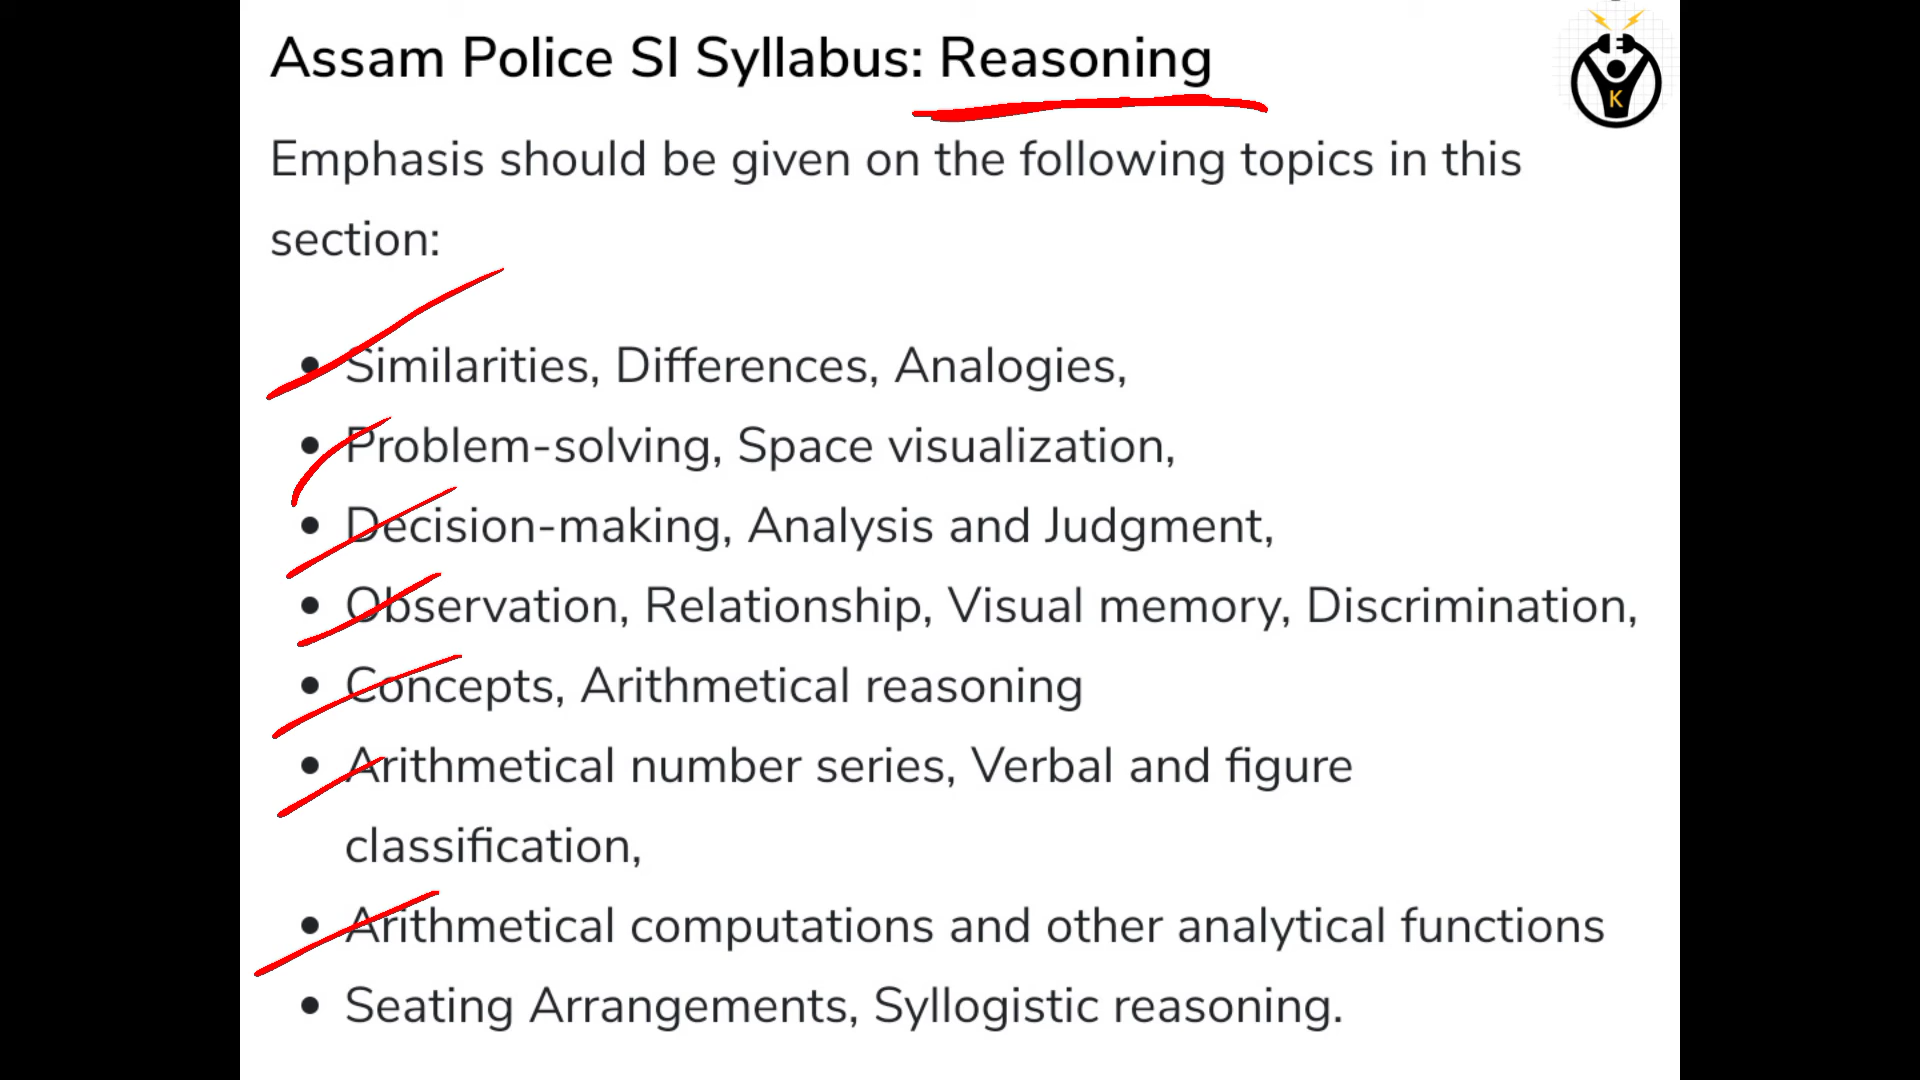 Assam Police SI Syllabus: Reasoning
K
Emphasis should be given on the following topics in this
section:
• Similarities, Differences, Analogies,
• Problem-solving, Space visualization,
• Decision-making, Analysis and Judgment,
• Observation, Relationship, Visual memory, Discrimination,
• Concepts, Arithmetical reasoning
• Arithmetical number series, Verbal and figure
classification,
• Arithmetical computations and other analytical functions
• Seating Arrangements, Syllogistic reasoning.